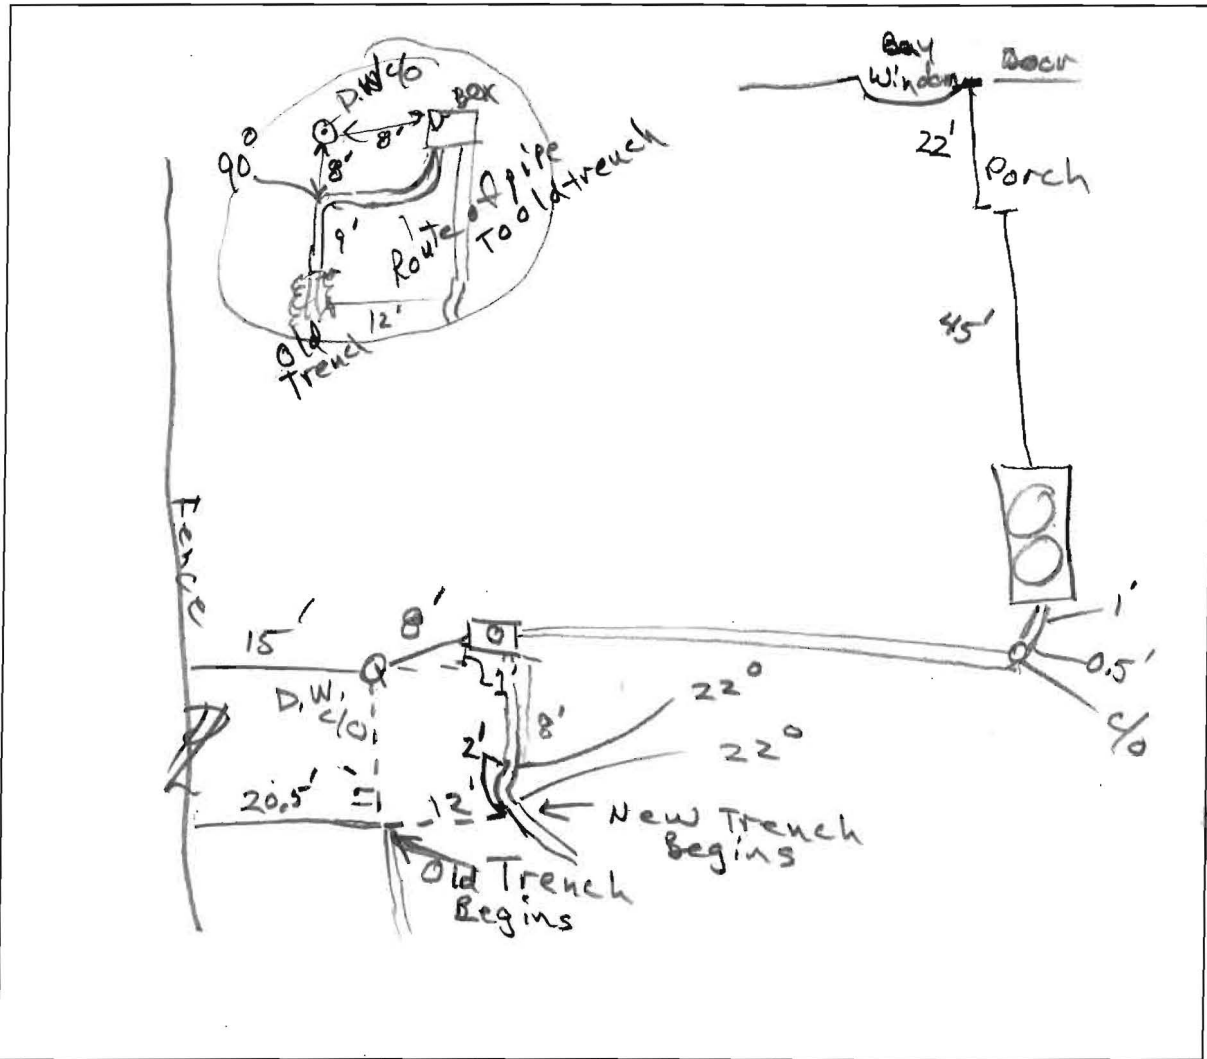 Bay
Window
Door
22'
Porch
45'
D.W c/o
Box
8'
90°
8'
9'
Route of pipe
To old trench
12'
Old
Trench
Fence
15'
8'
1'
0.5'
c/o
D.W.
c/o
22°
8'
2'
22°
20.5'
12'
New Trench
Begins
Old Trench
Begins